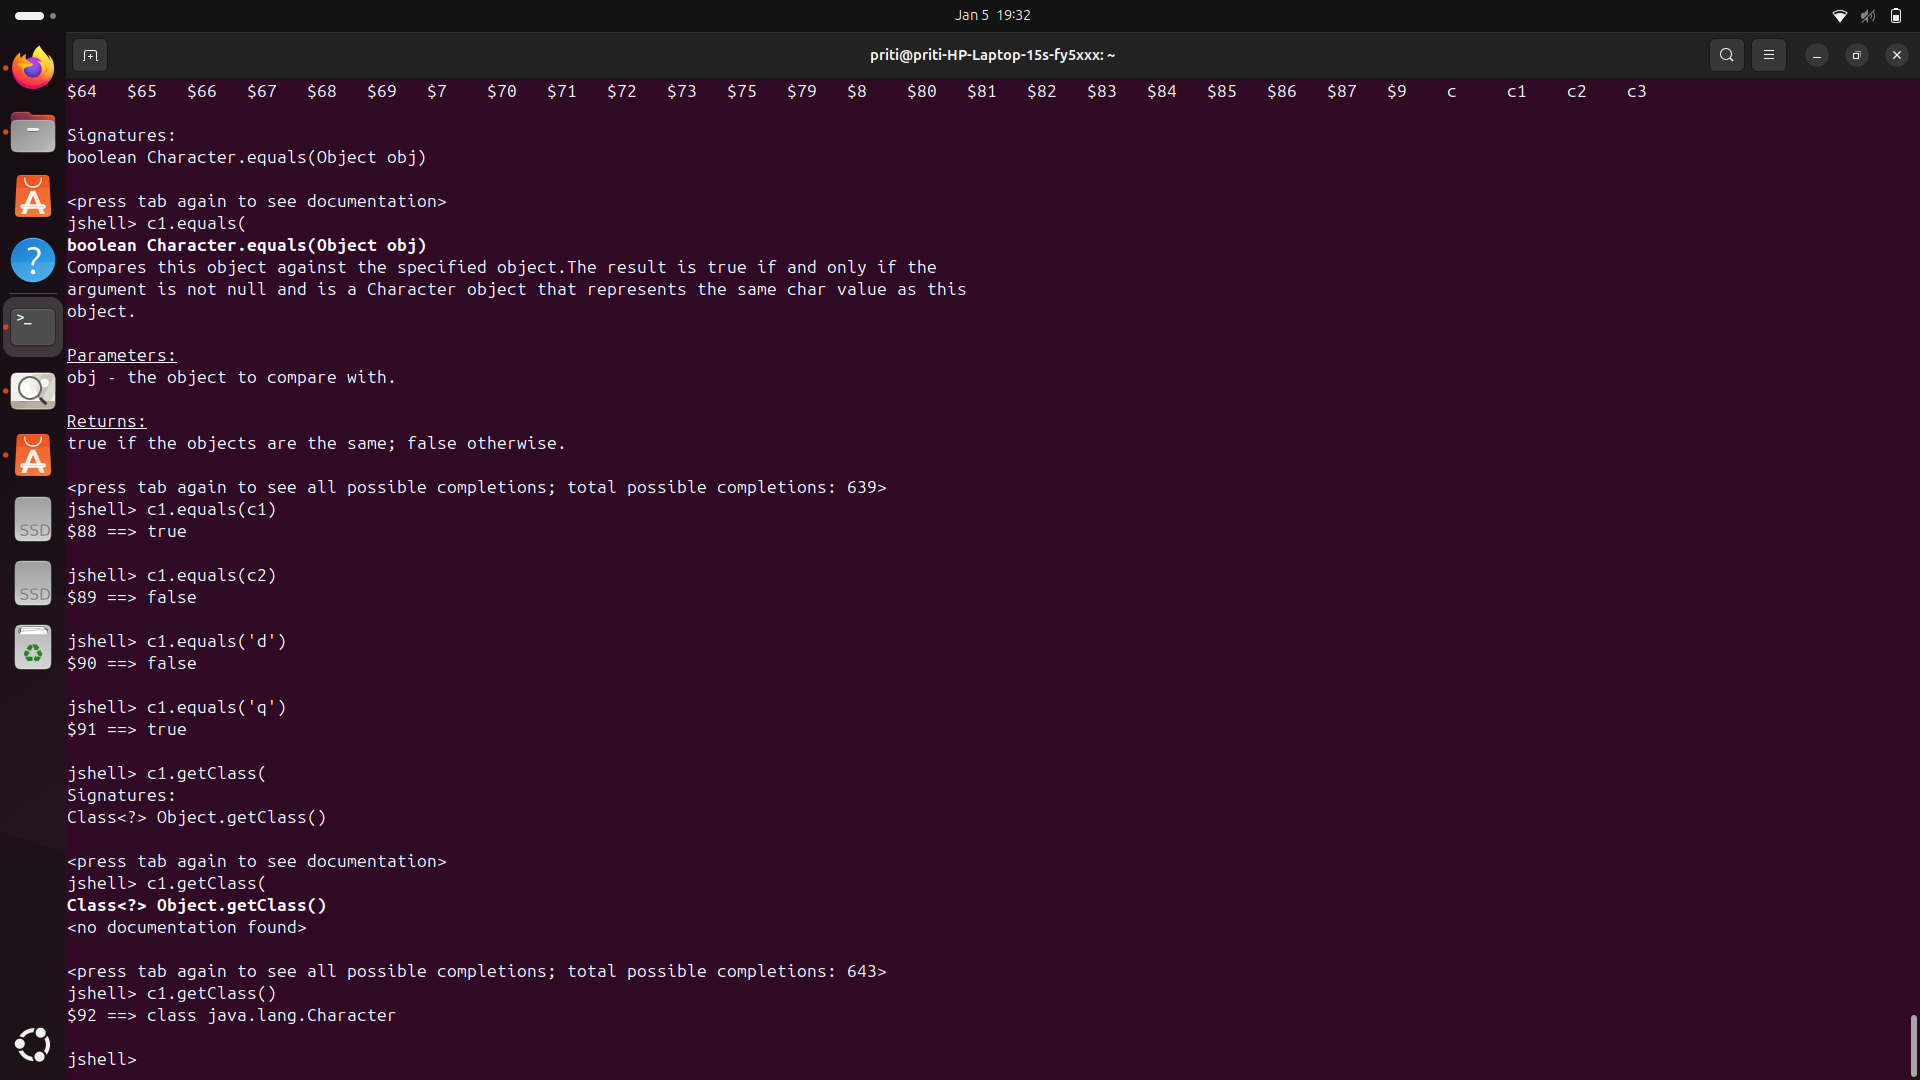 Jan 5 19:32
priti@priti-HP-Laptop-15s-fy5xxx: ~
$64 $65 $66 $67 $68 $69 $7 $70 $71 $72 $73 $75 $79 $8 $80 $81 $82 $83 $84 $85 $86 $87 $9 c c1 c2 c3
Signatures:
boolean Character.equals(Object obj)
<press tab again to see documentation>
jshell> c1.equals(
boolean Character.equals(Object obj)
Compares this object against the specified object.The result is true if and only if the
argument is not null and is a Character object that represents the same char value as this
object.
Parameters:
obj - the object to compare with.
Returns:
true if the objects are the same; false otherwise.
<press tab again to see all possible completions; total possible completions: 639>
jshell> c1.equals(c1)
$88 ==> true
jshell> c1.equals(c2)
$89 ==> false
jshell> c1.equals('d')
$90 ==> false
jshell> c1.equals('q')
$91 ==> true
jshell> c1.getClass(
Signatures:
Class<?> Object.getClass()
<press tab again to see documentation>
jshell> c1.getClass(
Class<?> Object.getClass()
<no documentation found>
<press tab again to see all possible completions; total possible completions: 643>
jshell> c1.getClass()
$92 ==> class java.lang.Character
jshell>
?
>_
SSD
SSD